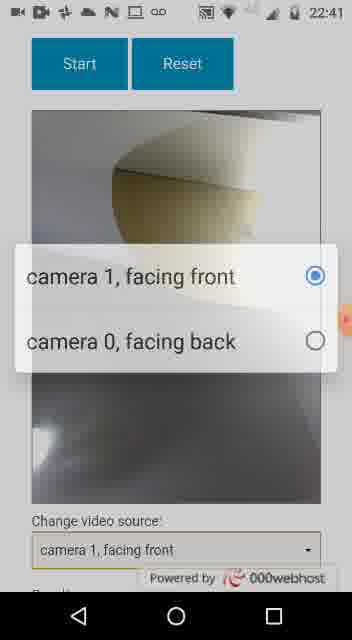 22:41
Start
Reset
camera 1, facing front
camera 0, facing back
Change video source:
camera 1, facing front
Powered by 000webhost